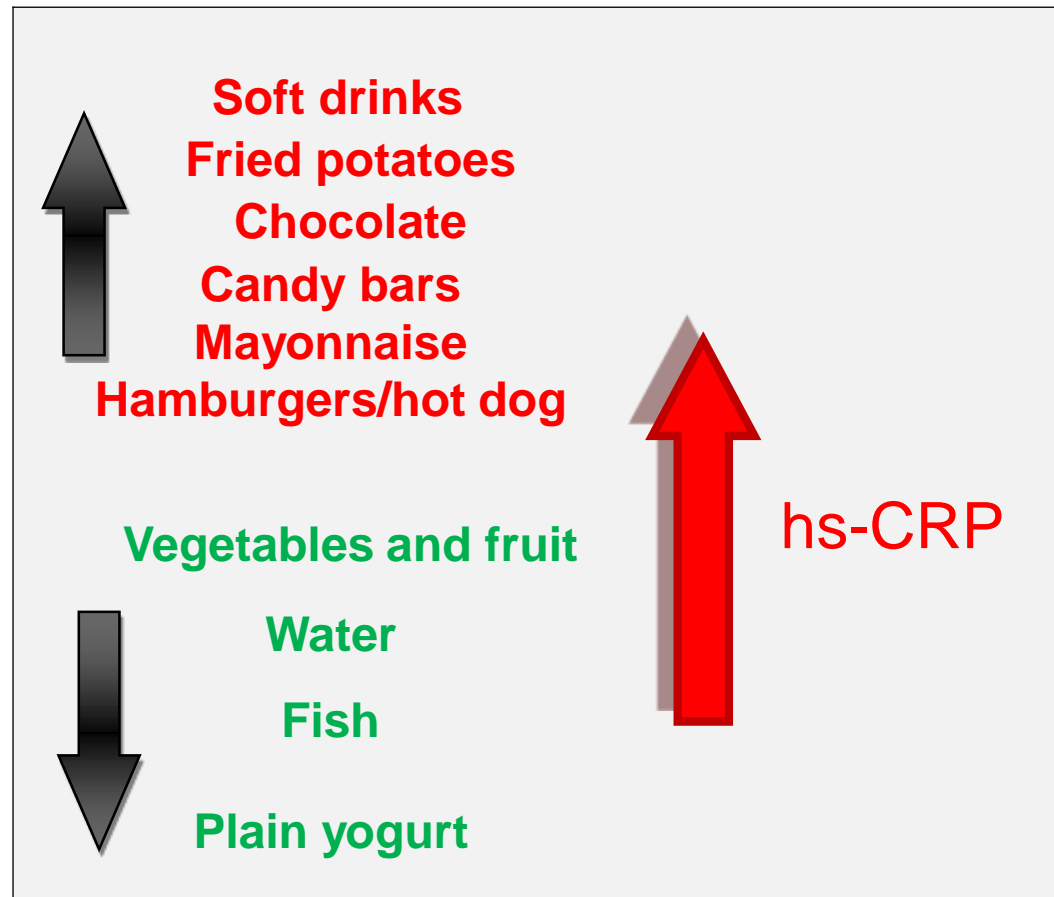 Soft drinks
Fried potatoes
Chocolate
Candy bars
Mayonnaise
Hamburgers/hot dog
Vegetables and fruit
Water
Fish
Plain yogurt
hs-CRP